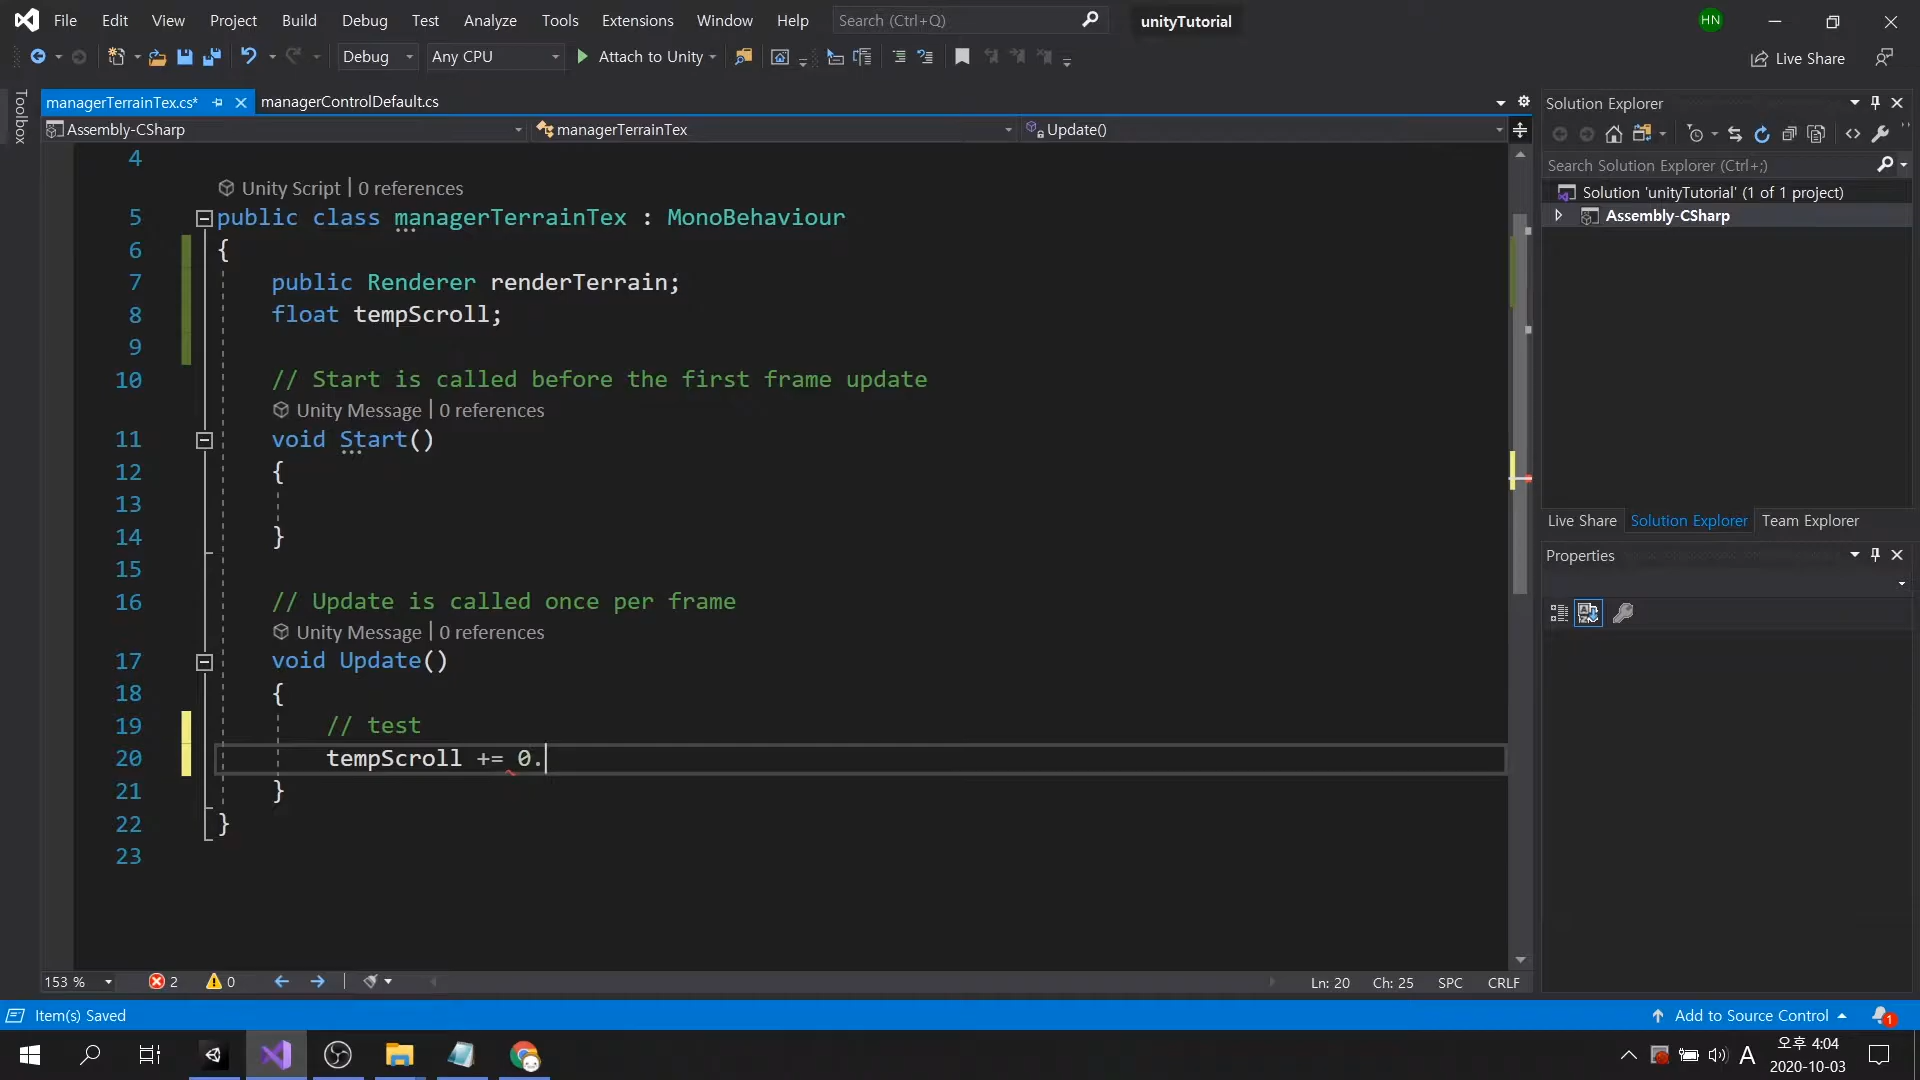 File Edit View Project Build Debug Test Analyze Tools Extensions Window Help Search (Ctrl+Q) unityTutorial HN
Debug Any CPU Attach to Unity Live Share
Toolbox
managerTerrainTex.cs* managerControlDefault.cs
Assembly-CSharp managerTerrainTex Update()
4
Unity Script | 0 references
5 public class managerTerrainTex : MonoBehaviour
6 {
7 public Renderer renderTerrain;
8 float tempScroll;
9
10 // Start is called before the first frame update
Unity Message | 0 references
11 void Start()
12 {
13
14 }
15
16 // Update is called once per frame
Unity Message | 0 references
17 void Update()
18 {
19 // test
20 tempScroll += 0.
21 }
22 }
23
153 % 2 0 Ln: 20 Ch: 25 SPC CRLF
Solution Explorer
Search Solution Explorer (Ctrl+;)
Solution 'unityTutorial' (1 of 1 project)
Assembly-CSharp
Live Share Solution Explorer Team Explorer
Properties
Item(s) Saved Add to Source Control 1
A 오후 4:04
2020-10-03